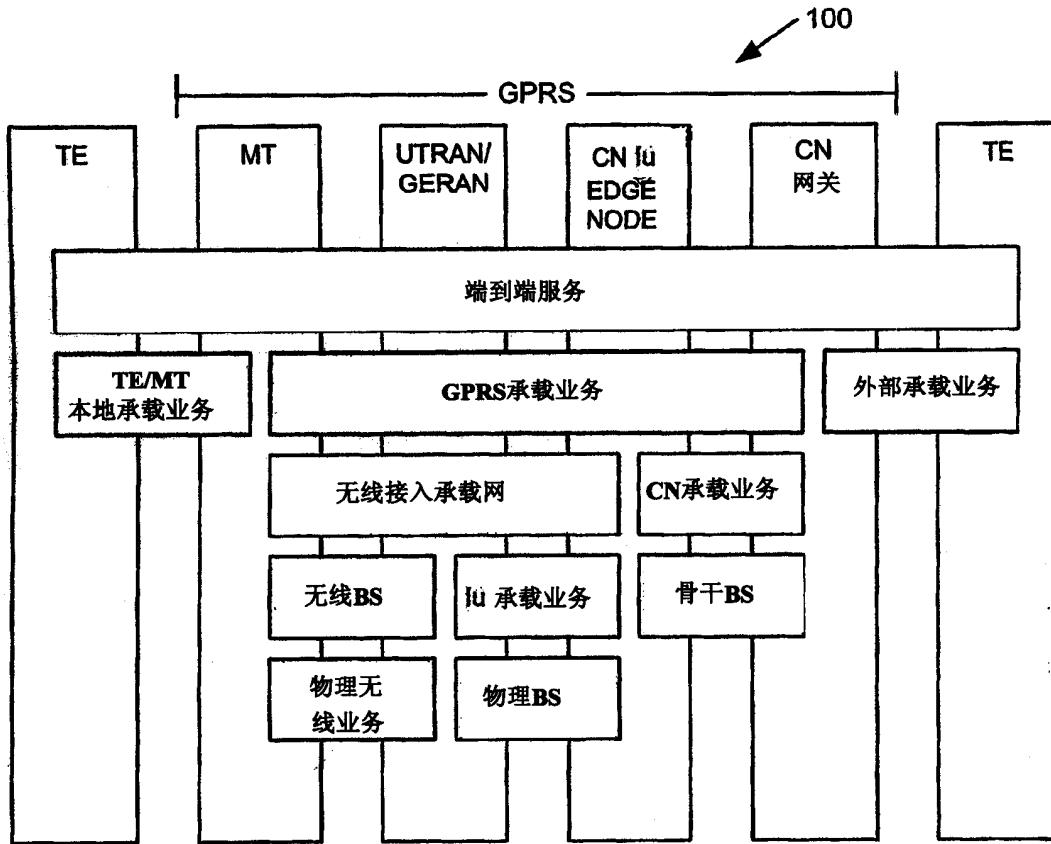 100
GPRS
TE
MT
UTRAN/
GERAN
CN Iu
EDGE
NODE
CN
网关
TE
端到端服务
TE/MT
本地承载业务
GPRS承载业务
外部承载业务
无线接入承载网
CN承载业务
无线BS
Iu 承载业务
骨干BS
物理无
线业务
物理BS